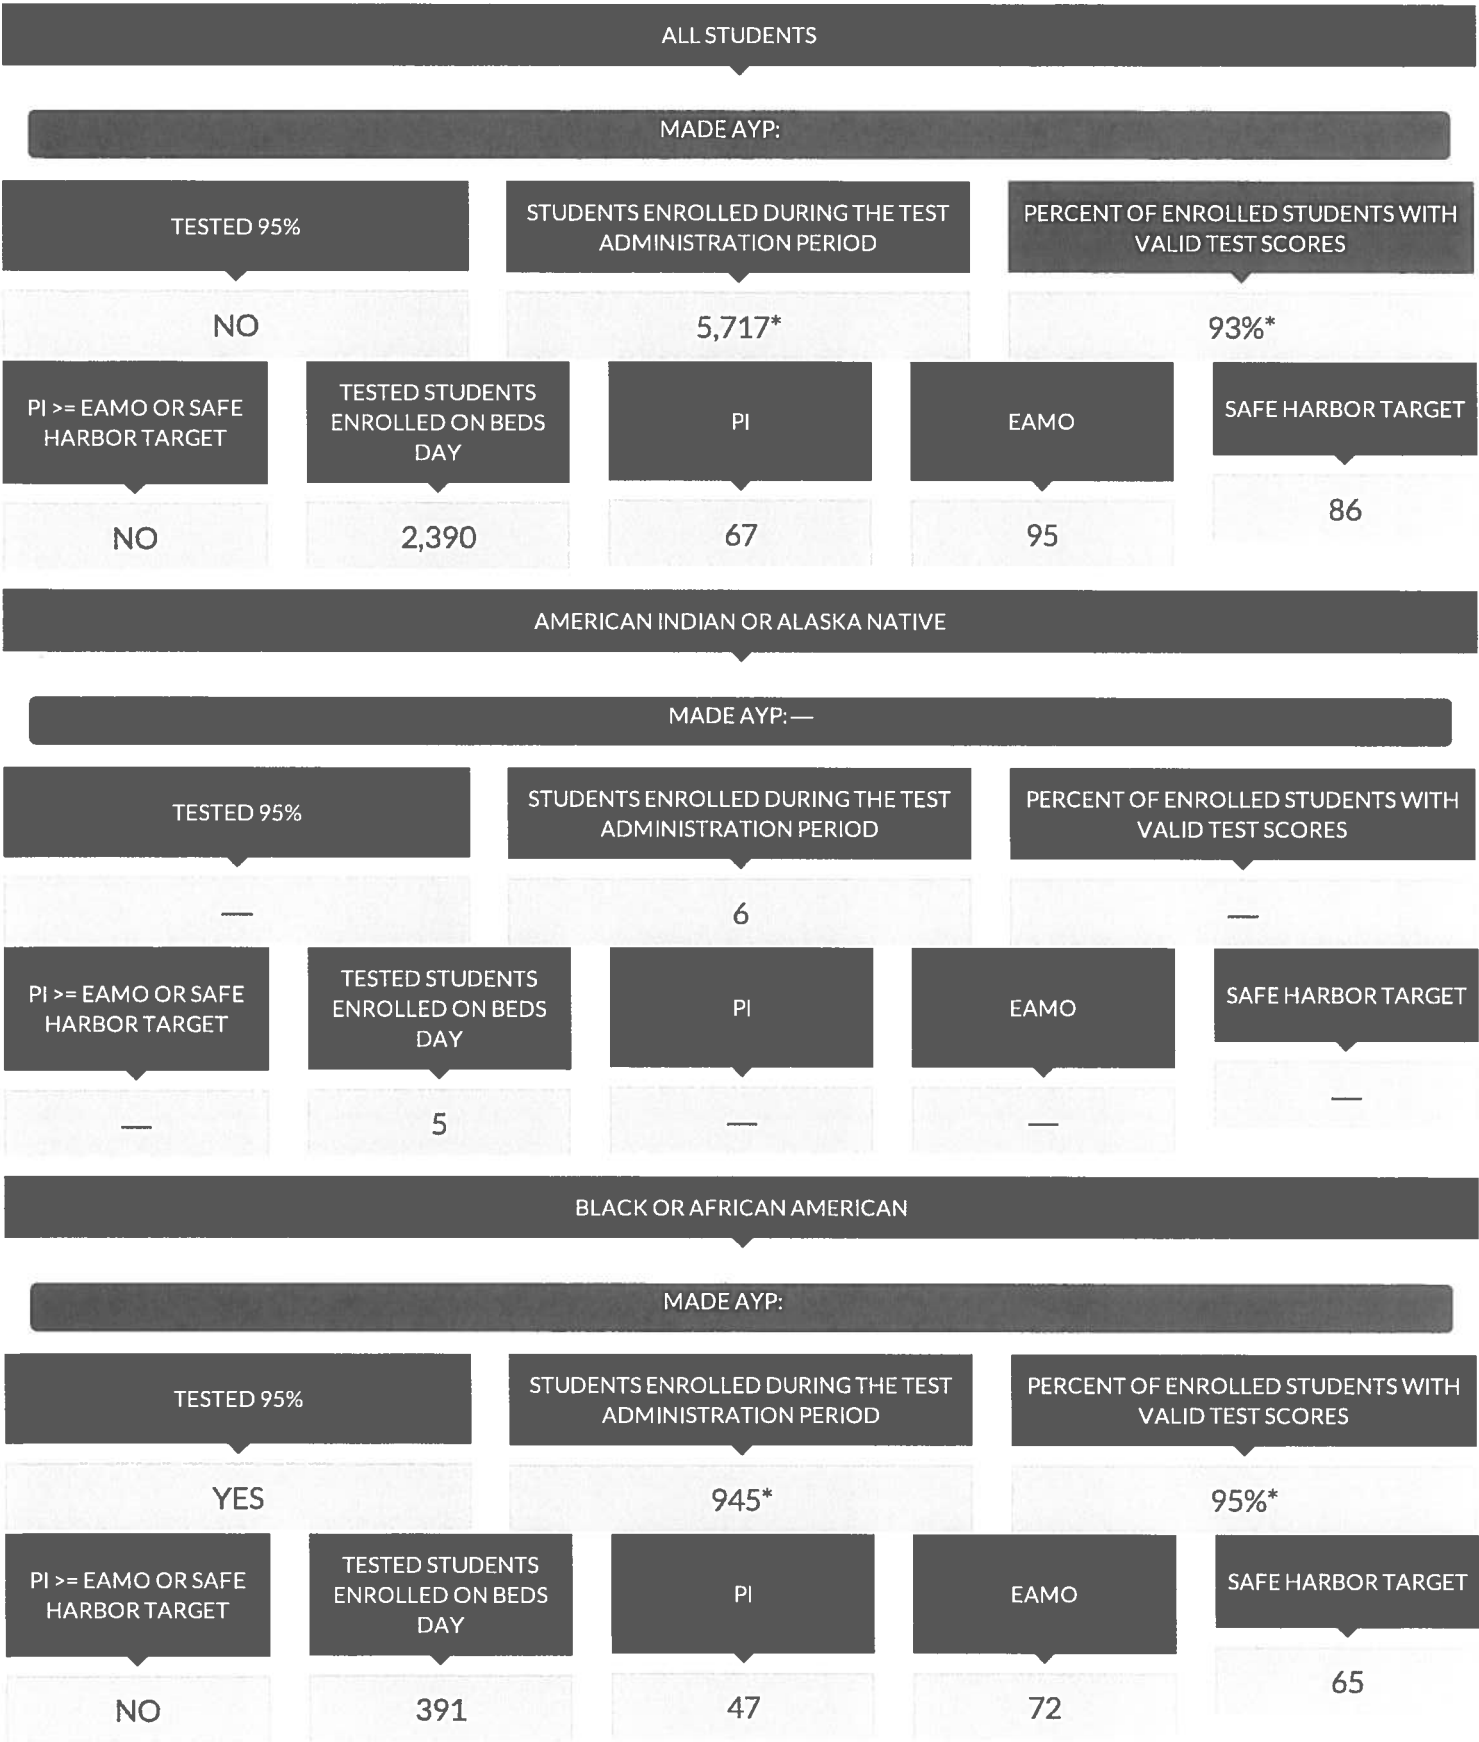 ALL STUDENTS
MADE AYP:
TESTED 95%
STUDENTS ENROLLED DURING THE TEST
ADMINISTRATION PERIOD
PERCENT OF ENROLLED STUDENTS WITH
VALID TEST SCORES
NO
5,717*
93%*
PI >= EAMO OR SAFE
HARBOR TARGET
TESTED STUDENTS
ENROLLED ON BEDS
DAY
PI
EAMO
SAFE HARBOR TARGET
NO
2,390
67
95
86
AMERICAN INDIAN OR ALASKA NATIVE
MADE AYP: —
TESTED 95%
STUDENTS ENROLLED DURING THE TEST
ADMINISTRATION PERIOD
PERCENT OF ENROLLED STUDENTS WITH
VALID TEST SCORES
—
6
—
PI >= EAMO OR SAFE
HARBOR TARGET
TESTED STUDENTS
ENROLLED ON BEDS
DAY
PI
EAMO
SAFE HARBOR TARGET
—
5
—
—
—
BLACK OR AFRICAN AMERICAN
MADE AYP:
TESTED 95%
STUDENTS ENROLLED DURING THE TEST
ADMINISTRATION PERIOD
PERCENT OF ENROLLED STUDENTS WITH
VALID TEST SCORES
YES
945*
95%*
PI >= EAMO OR SAFE
HARBOR TARGET
TESTED STUDENTS
ENROLLED ON BEDS
DAY
PI
EAMO
SAFE HARBOR TARGET
NO
391
47
72
65